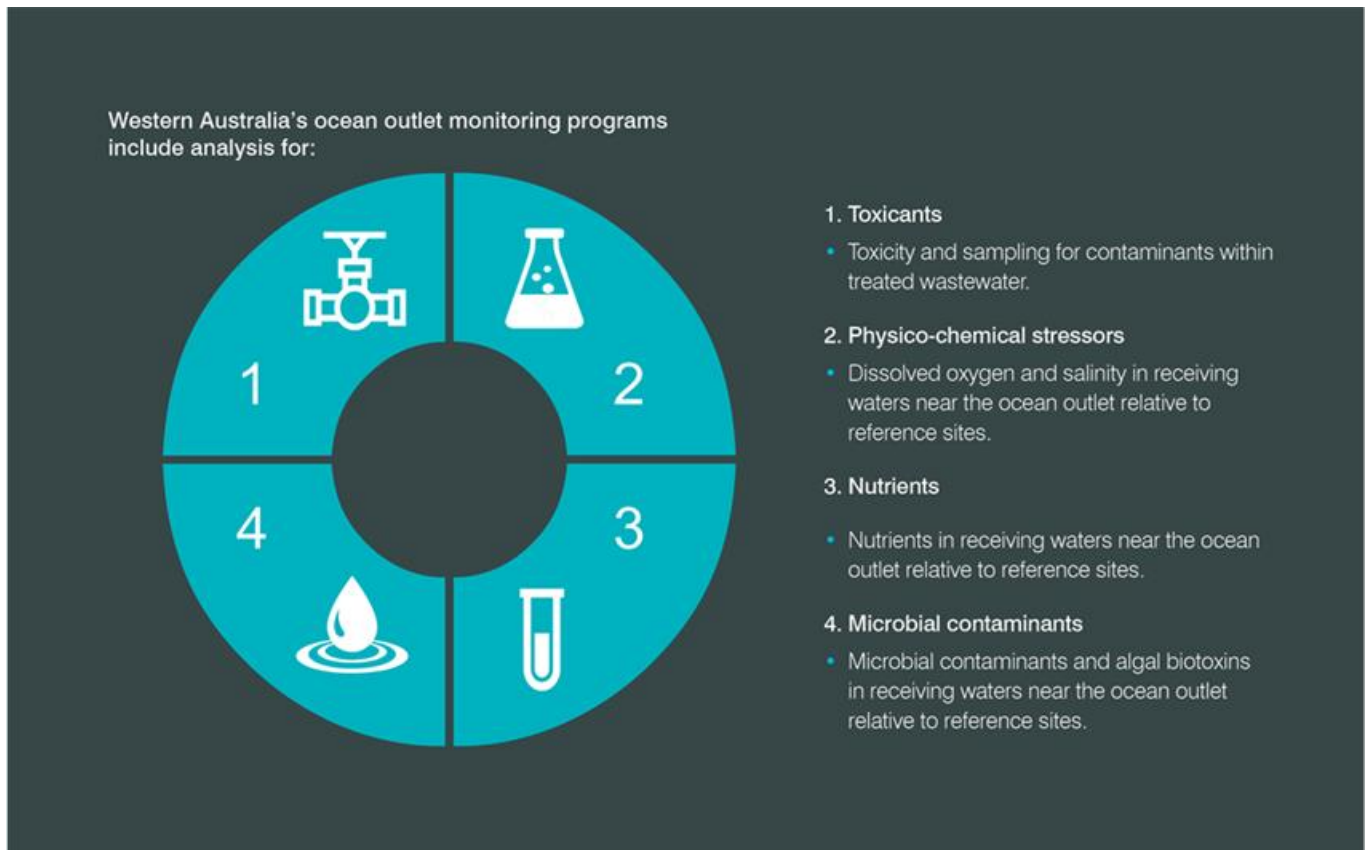 Western Australia's ocean outlet monitoring programs
include analysis for:
1
2
4
3
1. Toxicants
• Toxicity and sampling for contaminants within
treated wastewater.
2. Physico-chemical stressors
• Dissolved oxygen and salinity in receiving
waters near the ocean outlet relative to
reference sites.
3. Nutrients
• Nutrients in receiving waters near the ocean
outlet relative to reference sites.
4. Microbial contaminants
• Microbial contaminants and algal biotoxins
in receiving waters near the ocean outlet
relative to reference sites.